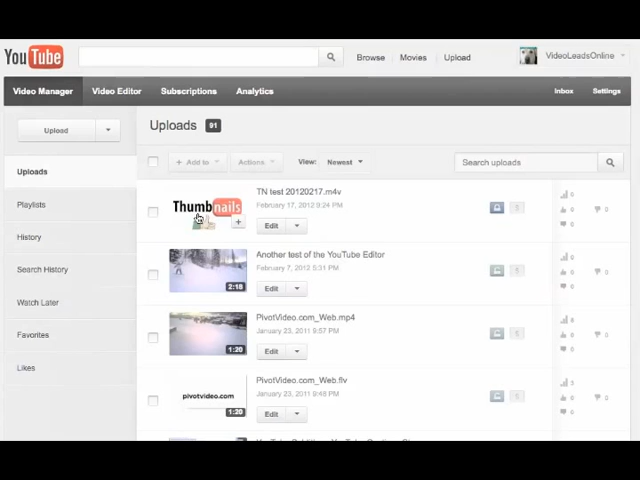 YouTube
Browse Movies Upload VideoLeadsOnline
Video Manager Video Editor Subscriptions Analytics Inbox Settings
Upload
Uploads 91
Uploads
+ Add to Actions View: Newest Search uploads
Playlists
History
Search History
Watch Later
Favorites
Likes
Thumbnails
TN test 20120217.m4v
February 17, 2012 9:24 PM
Edit
2:18
Another test of the YouTube Editor
February 7, 2012 5:31 PM
Edit
1:20
PivotVideo.com_Web.mp4
January 23, 2011 9:57 PM
Edit
pivotvideo.com
1:20
PivotVideo.com_Web.flv
January 23, 2011 9:48 PM
Edit